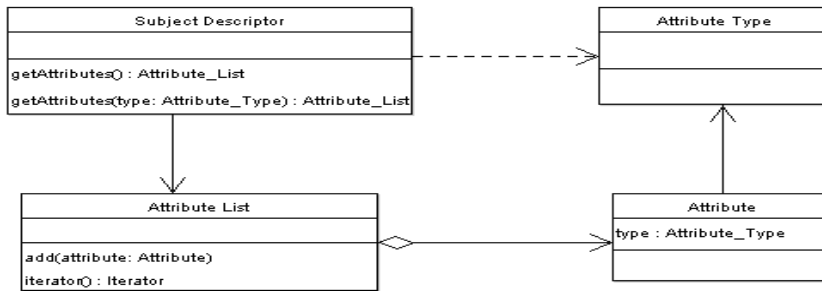 Subject Descriptor
getAttributes() : Attribute_List
getAttributes(type: Attribute_Type) : Attribute_List
Attribute Type
Attribute List
add(attribute: Attribute)
iterator() : Iterator
Attribute
type : Attribute_Type